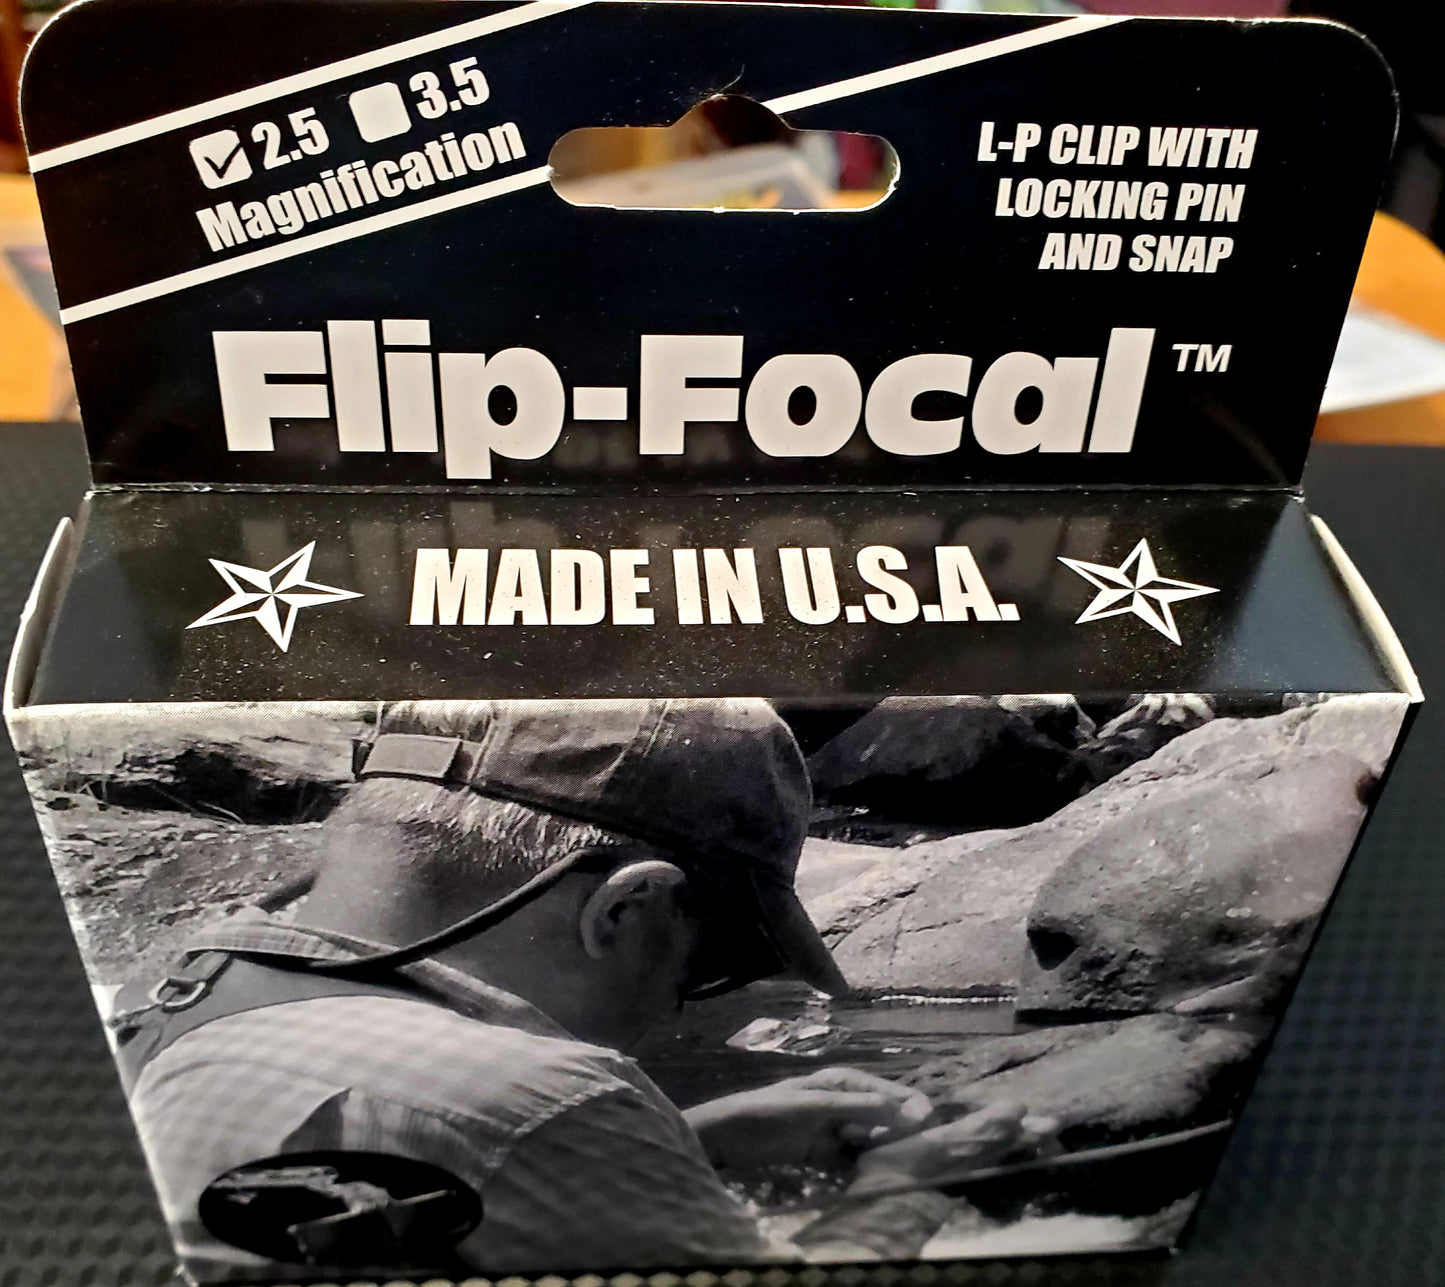 2.5 3.5
Magnification
L-P CLIP WITH
LOCKING PIN
AND SNAP
Flip-Focal™
MADE IN U.S.A.